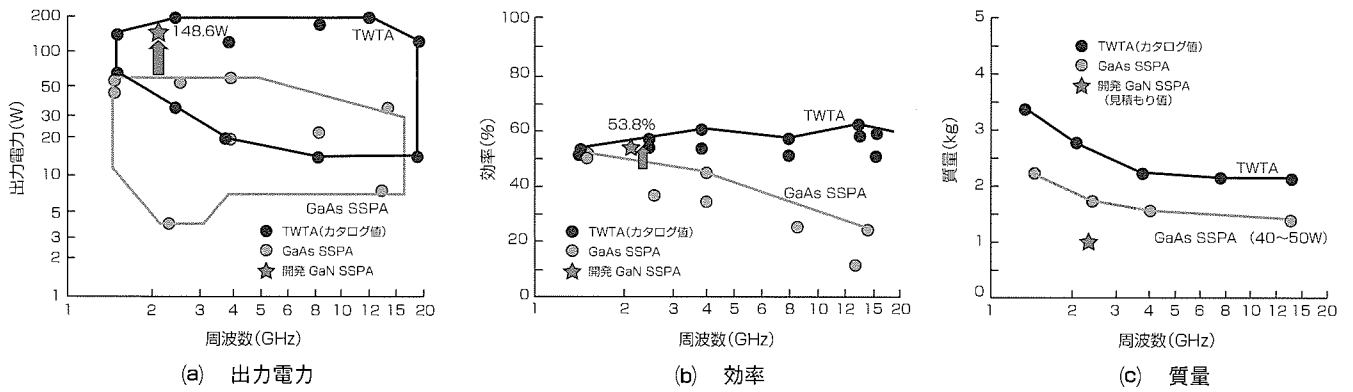 200
100
50
30
20
10
5
3
2
1
出力電力(W)
148.6W
TWTA
GaAs SSPA
TWTA(カタログ値)
GaAs SSPA
開発 GaN SSPA
1 2 3 4 6 8 10 12 15 20
周波数(GHz)
(a) 出力電力
100
80
60
40
20
0
効率(%)
53.8%
TWTA
GaAs SSPA
TWTA(カタログ値)
GaAs SSPA
開発 GaN SSPA
1 2 3 4 6 8 10 12 15 20
周波数(GHz)
(b) 効率
5
4
3
2
1
0
質量(kg)
TWTA(カタログ値)
GaAs SSPA
開発 GaN SSPA
(見積もり値)
TWTA
GaAs SSPA (40〜50W)
1 2 3 4 6 8 10 12 15 20
周波数(GHz)
(c) 質量